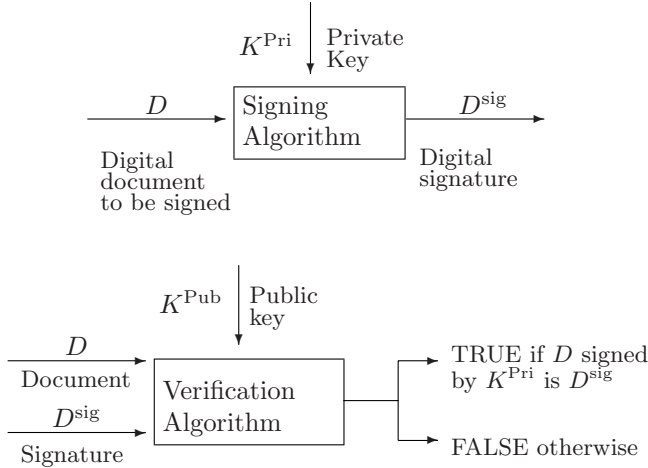 K^Pri Private
Key
D
Signing
Algorithm
D^sig
Digital
document
to be signed
Digital
signature
K^Pub Public
key
D
Document
D^sig
Signature
Verification
Algorithm
TRUE if D signed
by K^Pri is D^sig
FALSE otherwise